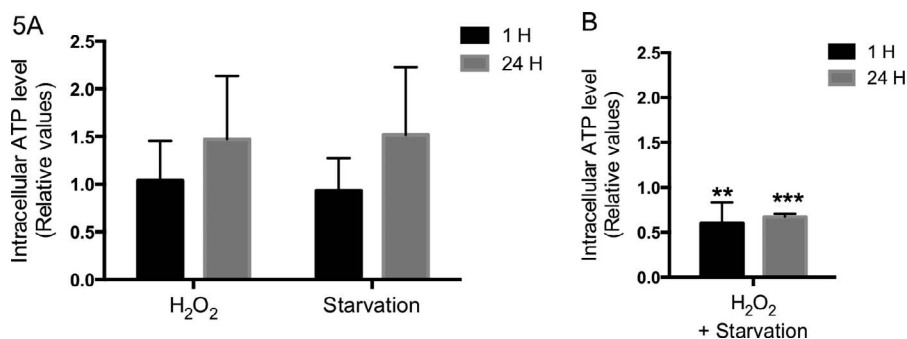 5A
1 H
24 H
Intracellular ATP level
(Relative values)
2.5
2.0
1.5
1.0
0.5
0.0
H₂O₂
Starvation
B
1 H
24 H
Intracellular ATP level
(Relative values)
2.5
2.0
1.5
1.0
0.5
0.0
**
***
H₂O₂
+ Starvation